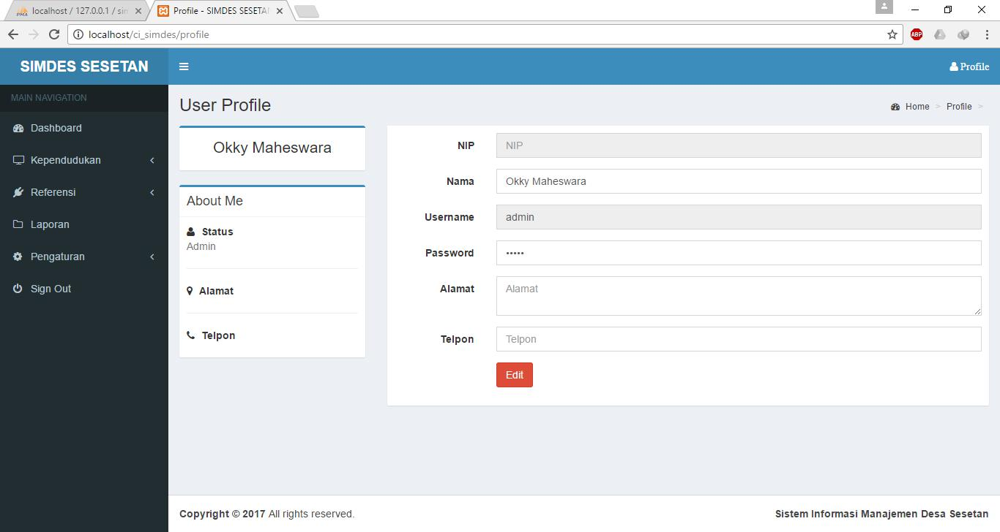 localhost / 127.0.0.1 / sim
Profile - SIMDES SESETAN
localhost/ci_simdes/profile
ABP
SIMDES SESETAN
Profile
MAIN NAVIGATION
Dashboard
Kependudukan
Referensi
Laporan
Pengaturan
Sign Out
User Profile
Home > Profile >
Okky Maheswara
About Me
Status
Admin
Alamat
Telpon
NIP NIP
Nama Okky Maheswara
Username admin
Password •••••
Alamat Alamat
Telpon Telpon
Edit
Copyright © 2017 All rights reserved.
Sistem Informasi Manajemen Desa Sesetan